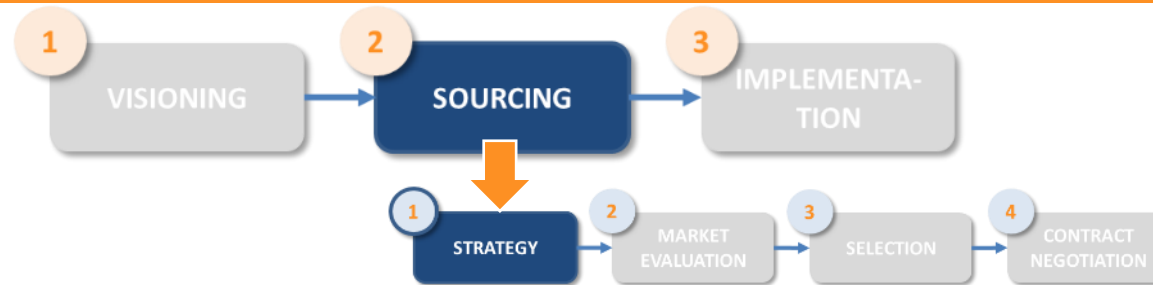 1
VISIONING
2
SOURCING
3
IMPLEMENTA-
TION
1
STRATEGY
2
MARKET
EVALUATION
3
SELECTION
4
CONTRACT
NEGOTIATION